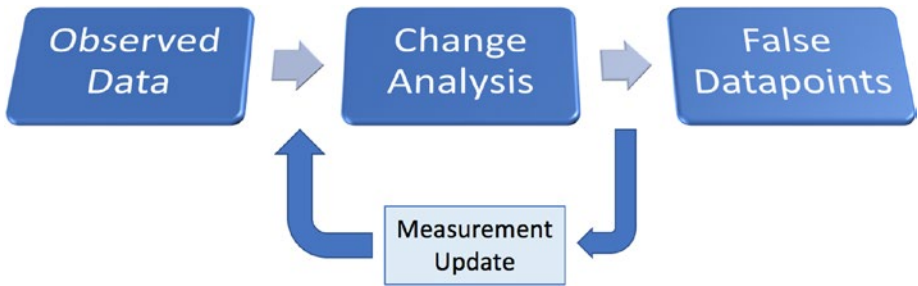 Observed
Data
Change
Analysis
False
Datapoints
Measurement
Update